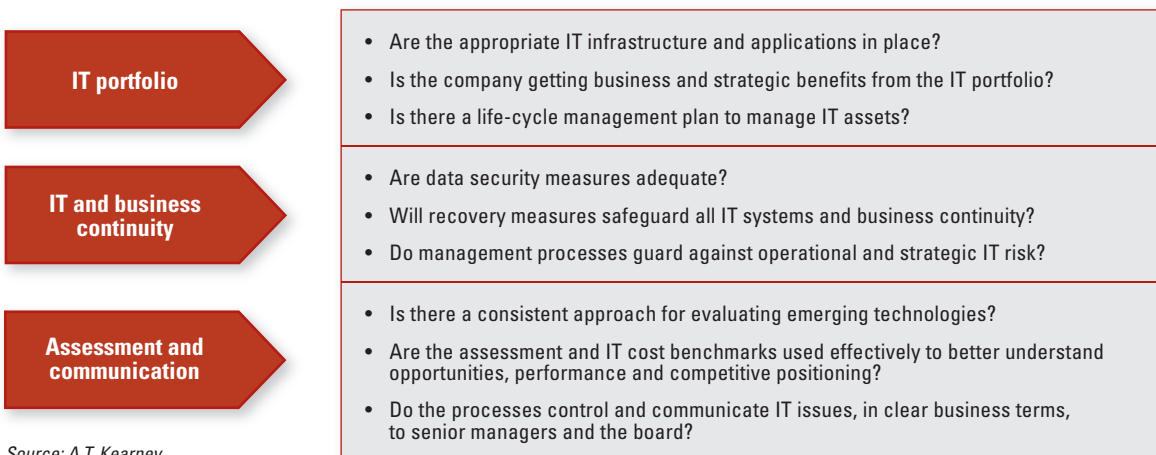 IT portfolio
• Are the appropriate IT infrastructure and applications in place?
• Is the company getting business and strategic benefits from the IT portfolio?
• Is there a life-cycle management plan to manage IT assets?
IT and business
continuity
• Are data security measures adequate?
• Will recovery measures safeguard all IT systems and business continuity?
• Do management processes guard against operational and strategic IT risk?
Assessment and
communication
• Is there a consistent approach for evaluating emerging technologies?
• Are the assessment and IT cost benchmarks used effectively to better understand
opportunities, performance and competitive positioning?
• Do the processes control and communicate IT issues, in clear business terms,
to senior managers and the board?
Source: A.T. Kearney